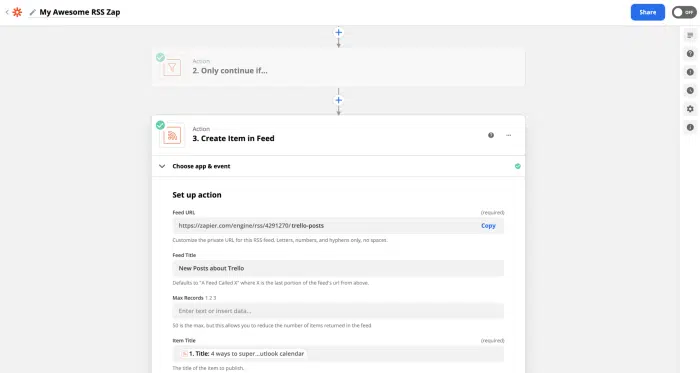 My Awesome RSS Zap
Share
OFF
Action
2. Only continue if...
Action
3. Create Item in Feed
Choose app & event
Set up action
Feed URL (required)
https://zapier.com/engine/rss/4291270/trello-posts Copy
Customize the private URL for this RSS feed. Letters, numbers, and hyphens only, no spaces.
Feed Title
New Posts about Trello
Defaults to "A Feed Called X" where X is the last portion of the feed's url from above.
Max Records 1 2 3
Enter text or insert data...
50 is the max, but this allows you to reduce the number of items returned in the feed.
Item Title (required)
1. Title: 4 ways to super...utlook calendar
The title of the item to publish.